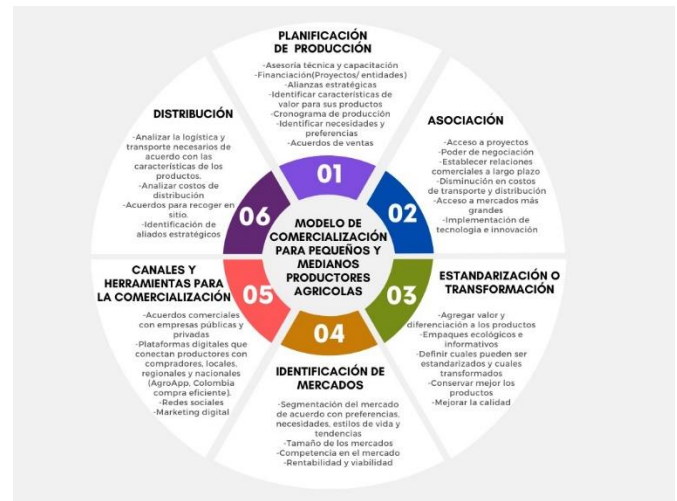 PLANIFICACIÓN
DE PRODUCCIÓN
-Asesoría técnica y capacitación
-Financiación(Proyectos/ entidades)
-Alianzas estratégicas
-Identificar características de
valor para sus productos
-Cronograma de producción
-Identificar necesidades y
preferencias
-Acuerdos de ventas
01
ASOCIACIÓN
-Acceso a proyectos
-Poder de negociación
-Establecer relaciones
comerciales a largo plazo
-Disminución en costos
de transporte y distribución
-Acceso a mercados más
grandes
-Implementación de
tecnologia e innovación
02
ESTANDARIZACIÓN O
TRANSFORMACIÓN
-Agregar valor y
diferenciación a los productos
-Empaques ecológicos e
informativos
-Definir cuales pueden ser
estandarizados y cuales
transformados
-Conservar mejor los
productos
-Mejorar la calidad
03
IDENTIFICACIÓN DE
MERCADOS
-Segmentación del mercado
de acuerdo con preferencias,
necesidades, estilos de vida y
tendencias
-Tamaño de los mercados
-Competencia en el mercado
-Rentabilidad y viabilidad
04
CANALES Y
HERRAMIENTAS PARA
LA COMERCIALIZACIÓN
-Acuerdos comerciales
con empresas públicas y
privadas
-Plataformas digitales que
conectan productores con
compradores, locales,
regionales y nacionales
(AgroApp, Colombia
compra eficiente).
-Redes sociales
-Marketing digital
05
DISTRIBUCIÓN
-Analizar la logística y
transporte necesarios de
acuerdo con las
características de los
productos.
-Analizar costos de
distribución
-Acuerdos para recoger en
sitio.
-Identificación de
aliados estratégicos
06
MODELO DE
COMERCIALIZACIÓN
PARA PEQUEÑOS Y
MEDIANOS
PRODUCTORES
AGRICOLAS